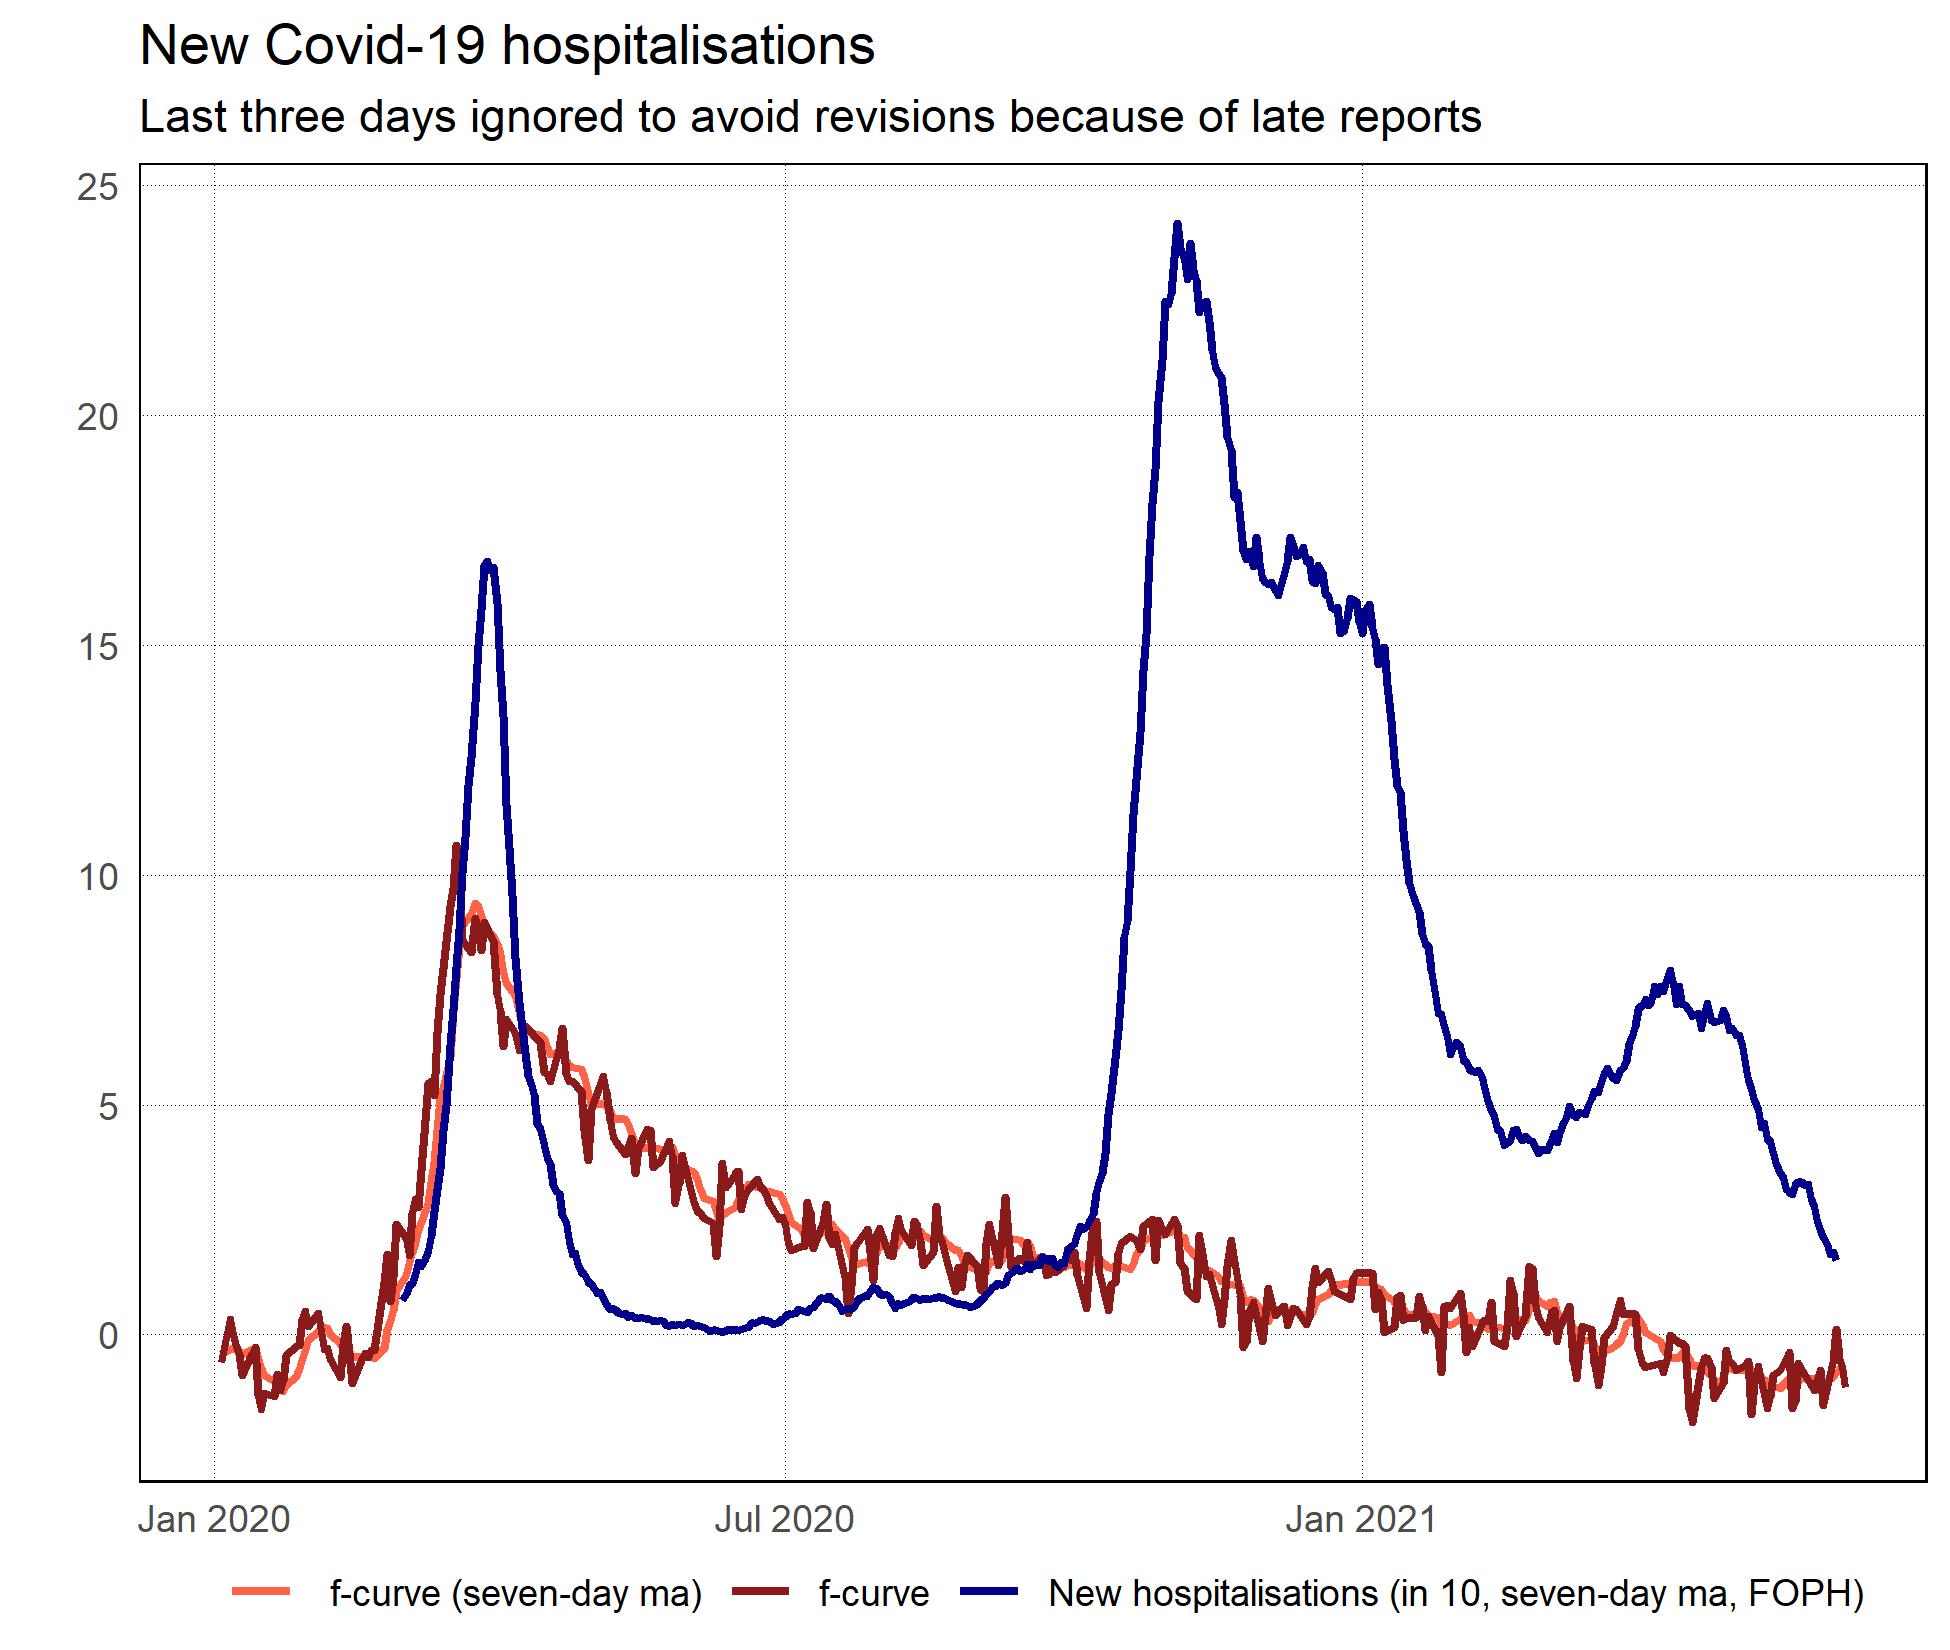 New Covid-19 hospitalisations
Last three days ignored to avoid revisions because of late reports
25
20
15
10
5
0
Jan 2020 Jul 2020 Jan 2021
f-curve (seven-day ma) f-curve New hospitalisations (in 10, seven-day ma, FOPH)